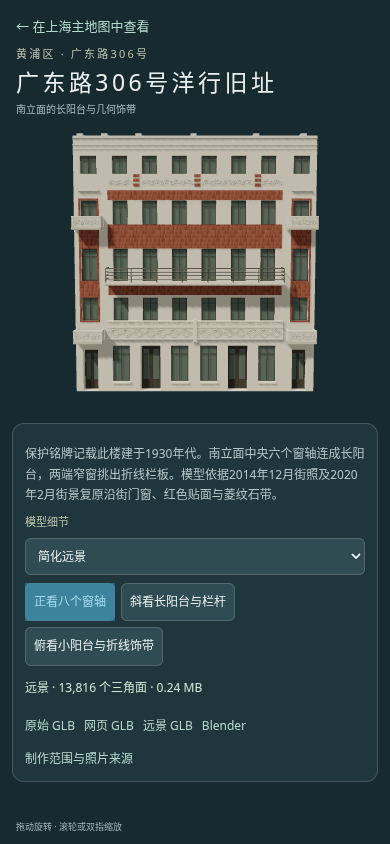 ← 在上海主地图中查看
黄浦区 · 广东路306号
广东路306号洋行旧址
南立面的长阳台与几何饰带
保护铭牌记载此楼建于1930年代。南立面中央六个窗轴连成长阳
台，两端窄窗挑出折线栏板。模型依据2014年12月街照及2020
年2月街景复原沿街门窗、红色贴面与菱纹石带。
模型细节
简化远景
正看八个窗轴 斜看长阳台与栏杆
俯看小阳台与折线饰带
远景 · 13,816 个三角面 · 0.24 MB
原始 GLB 网页 GLB 远景 GLB Blender
制作范围与照片来源
拖动旋转 · 滚轮或双指缩放